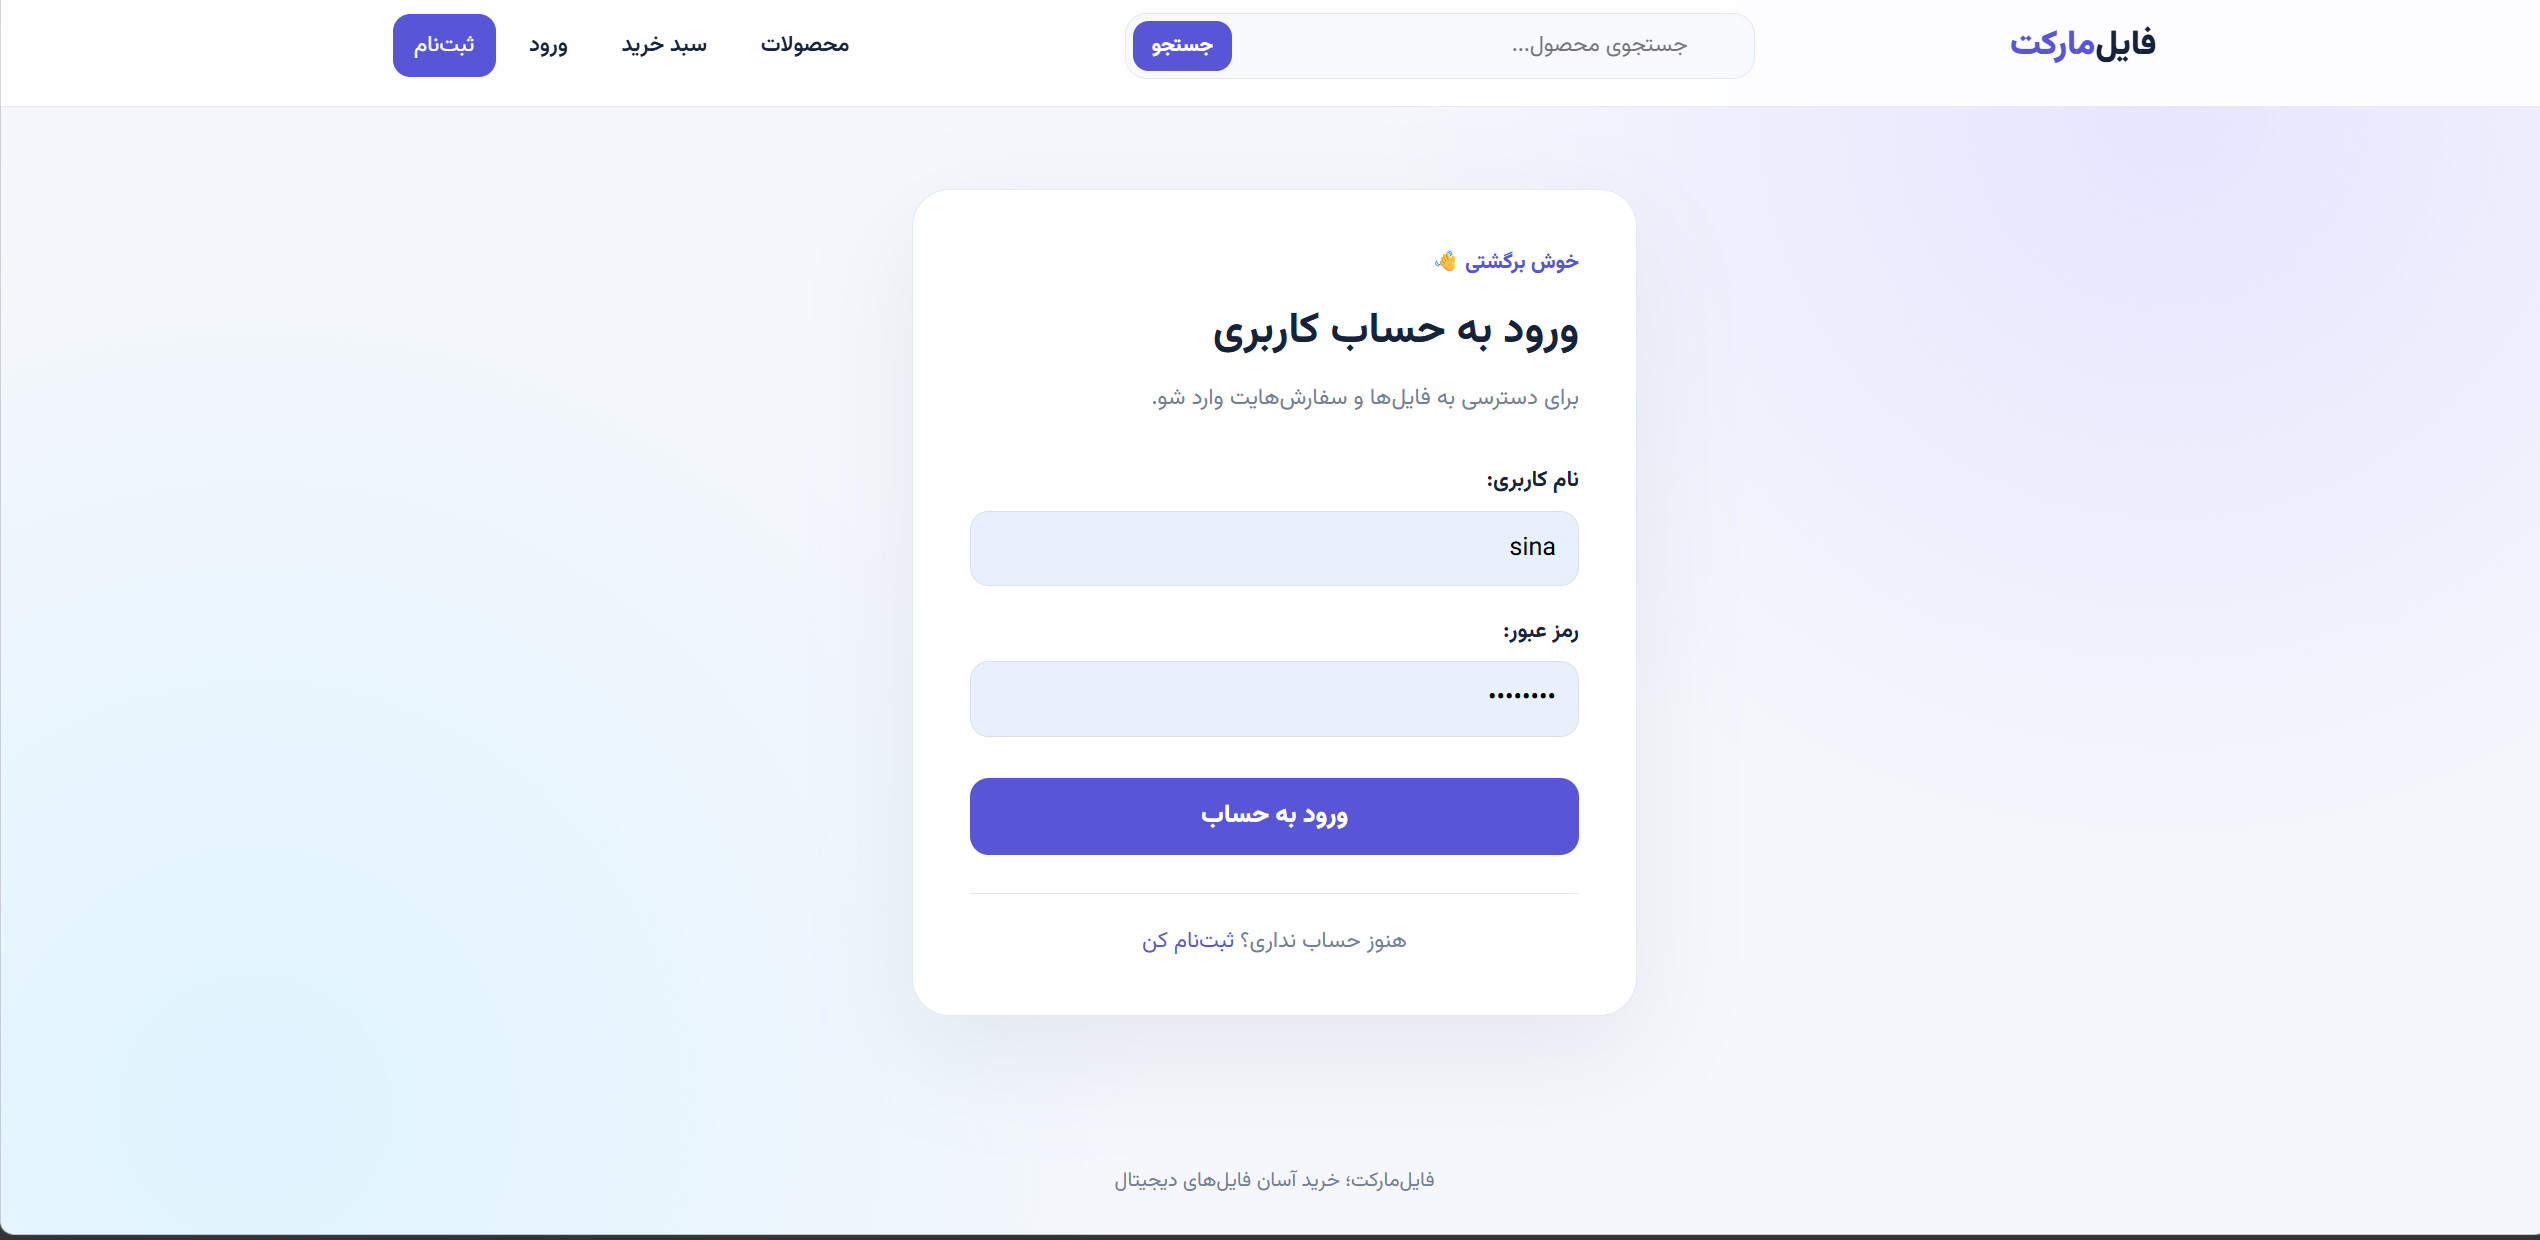 فایل‌مارکت
جستجوی محصول...
جستجو
محصولات
سبد خرید
ورود
ثبت‌نام
خوش برگشتی 👋
ورود به حساب کاربری
برای دسترسی به فایل‌ها و سفارش‌هایت وارد شو.
نام کاربری:
sina
رمز عبور:
••••••••
ورود به حساب
هنوز حساب نداری؟ ثبت‌نام کن
فایل‌مارکت؛ خرید آسان فایل‌های دیجیتال